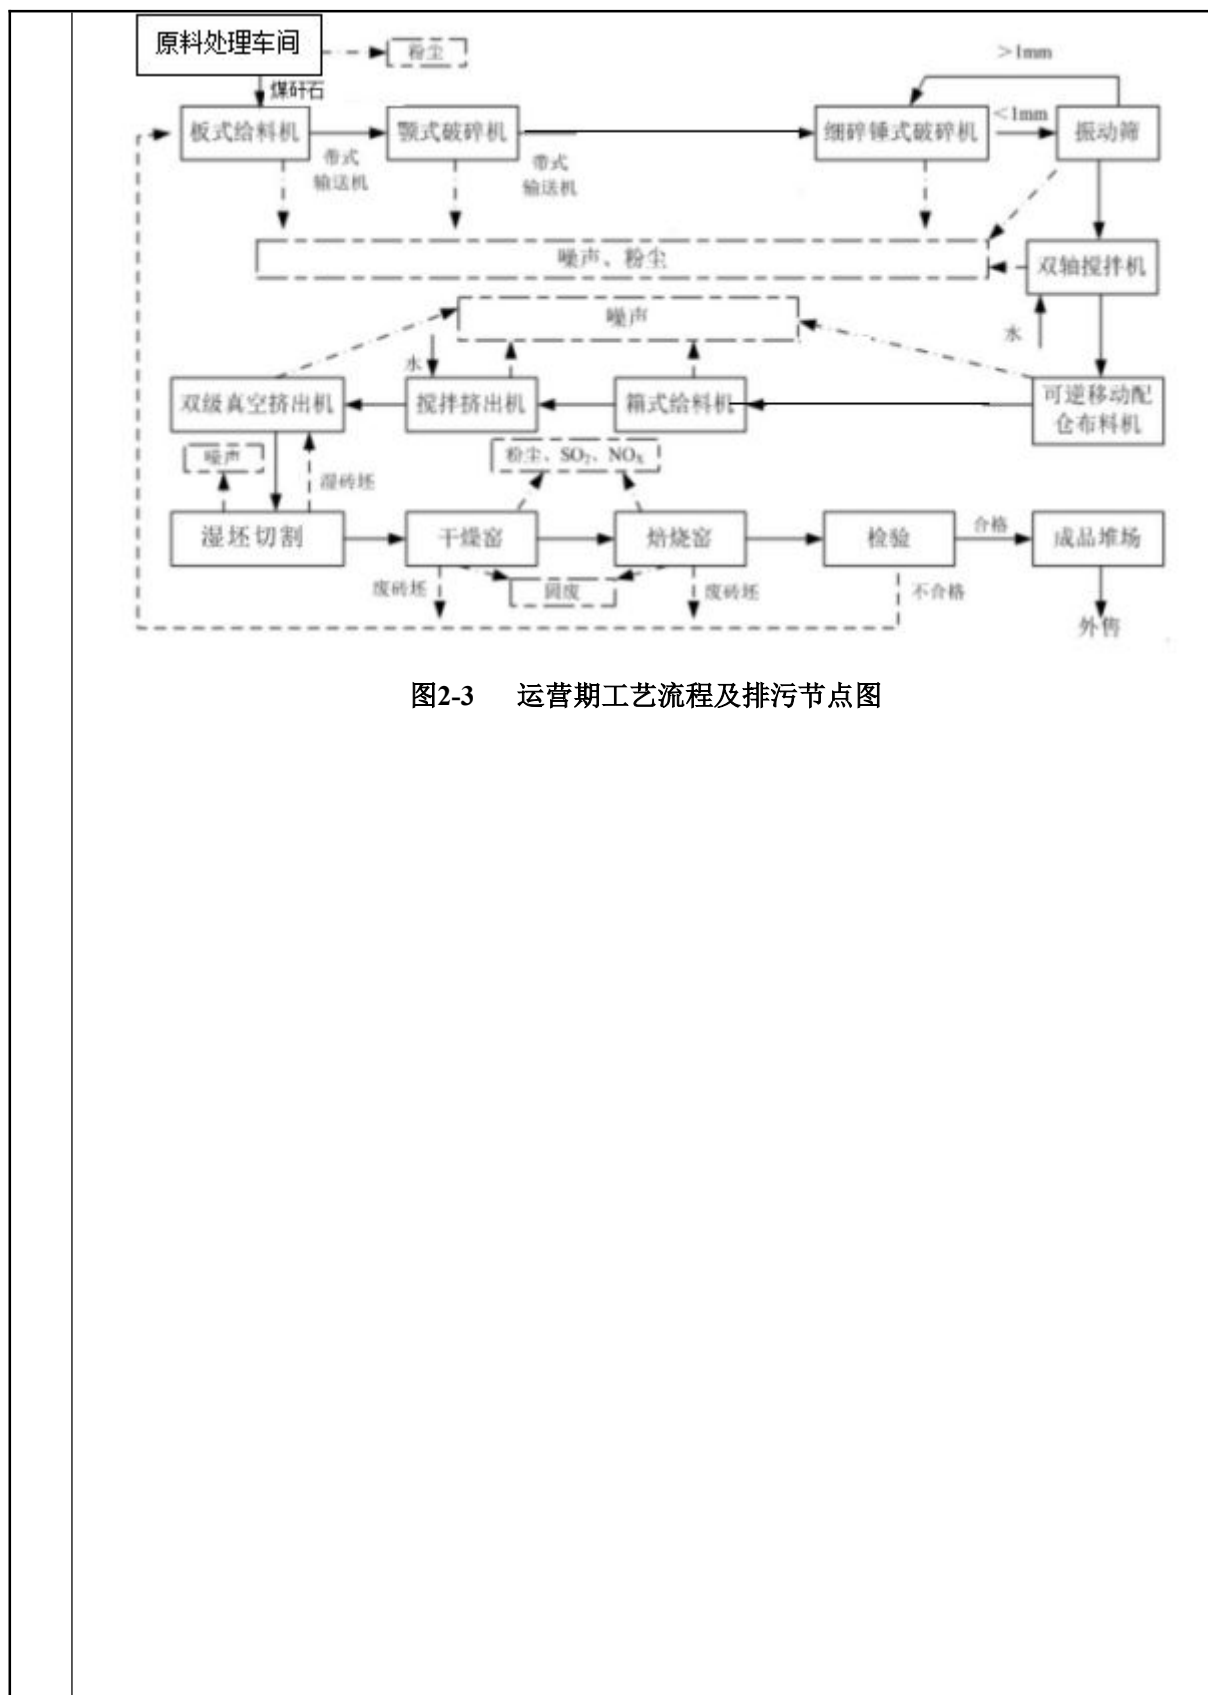 原料处理车间
粉尘
>1mm
煤矸石
板式给料机
颚式破碎机
细碎锤式破碎机
<1mm
振动筛
带式
输送机
带式
输送机
噪声、粉尘
双轴搅拌机
噪声
水
水
双级真空挤出机
搅拌挤出机
箱式给料机
可逆移动配
仓布料机
噪声
粉尘、SO₂、NOₓ
湿砖坯
湿坯切割
干燥窑
焙烧窑
检验
合格
成品堆场
废砖坯
固废
废砖坯
不合格
外售
图2-3 运营期工艺流程及排污节点图